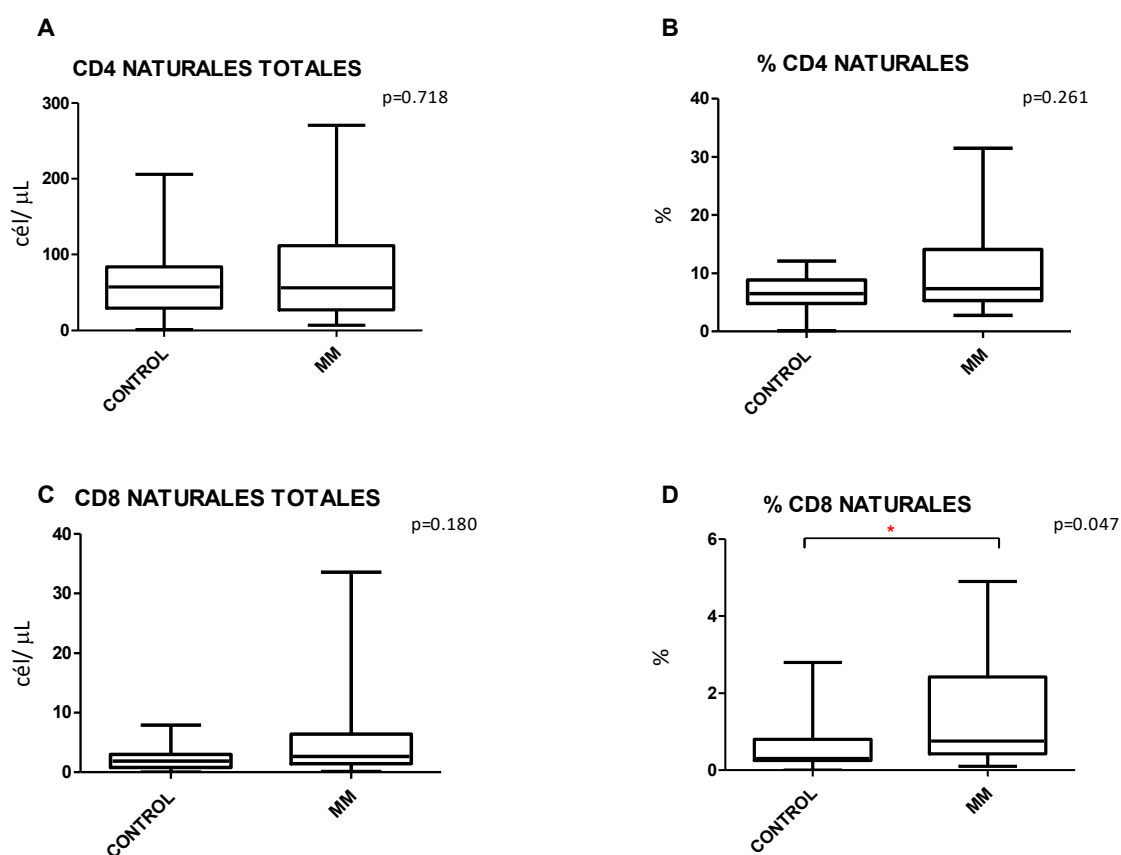 A
CD4 NATURALES TOTALES
p=0.718
300
200
100
0
cél/ μL
CONTROL
MM
B
% CD4 NATURALES
p=0.261
40
30
20
10
0
%
CONTROL
MM
C
CD8 NATURALES TOTALES
p=0.180
40
30
20
10
0
cél/ μL
CONTROL
MM
D
% CD8 NATURALES
p=0.047
*
6
4
2
0
%
CONTROL
MM